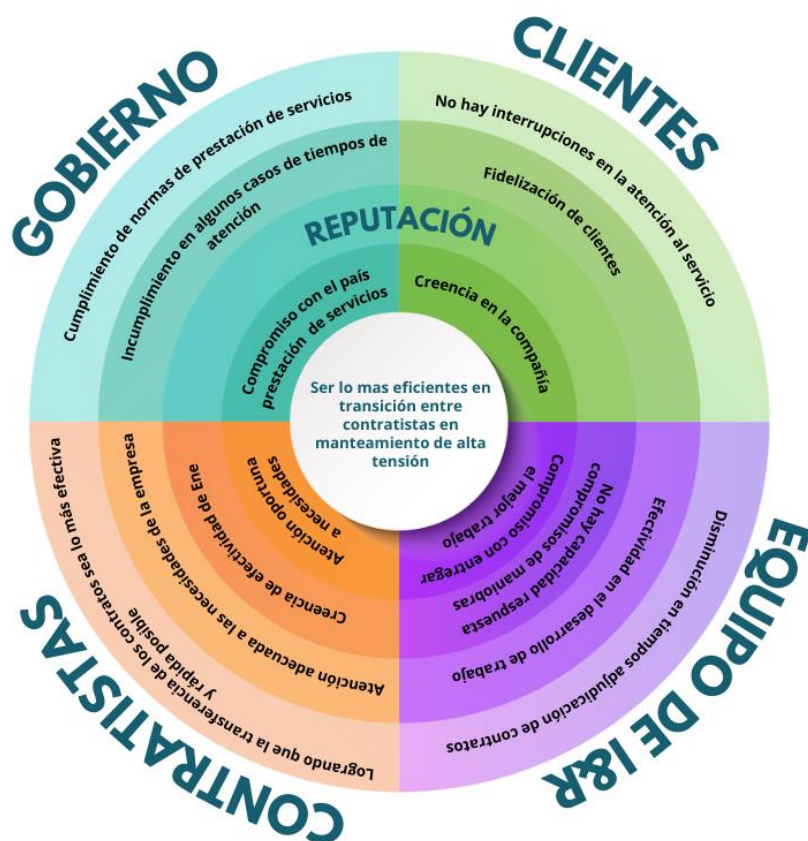 GOBIERNO
Cumplimiento de normas de prestación de servicios
Incumplimiento en algunos casos de tiempos de
atención
REPUTACIÓN
Compromiso con el país
prestación de servicios
CLIENTES
No hay interrupciones en la atención al servicio
Fidelización de clientes
Creencia en la compañía
Ser lo mas eficientes en
transición entre
contratistas en
manteamiento de alta
tensión
CONTRATISTAS
Logrando que la transferencia de los contratos sea lo más efectiva
y rápida posible
Atención adecuada a las necesidades de la empresa
Creencia de efectividad de Ene
Atención oportuna
a necesidades
EQUIPO DE I&R
Disminución en tiempos adjudicación de contratos
Efectividad en el desarrollo de trabajo
No hay capacidad respuesta
compromisos de maniobras
Compromiso con entregar
el mejor trabajo